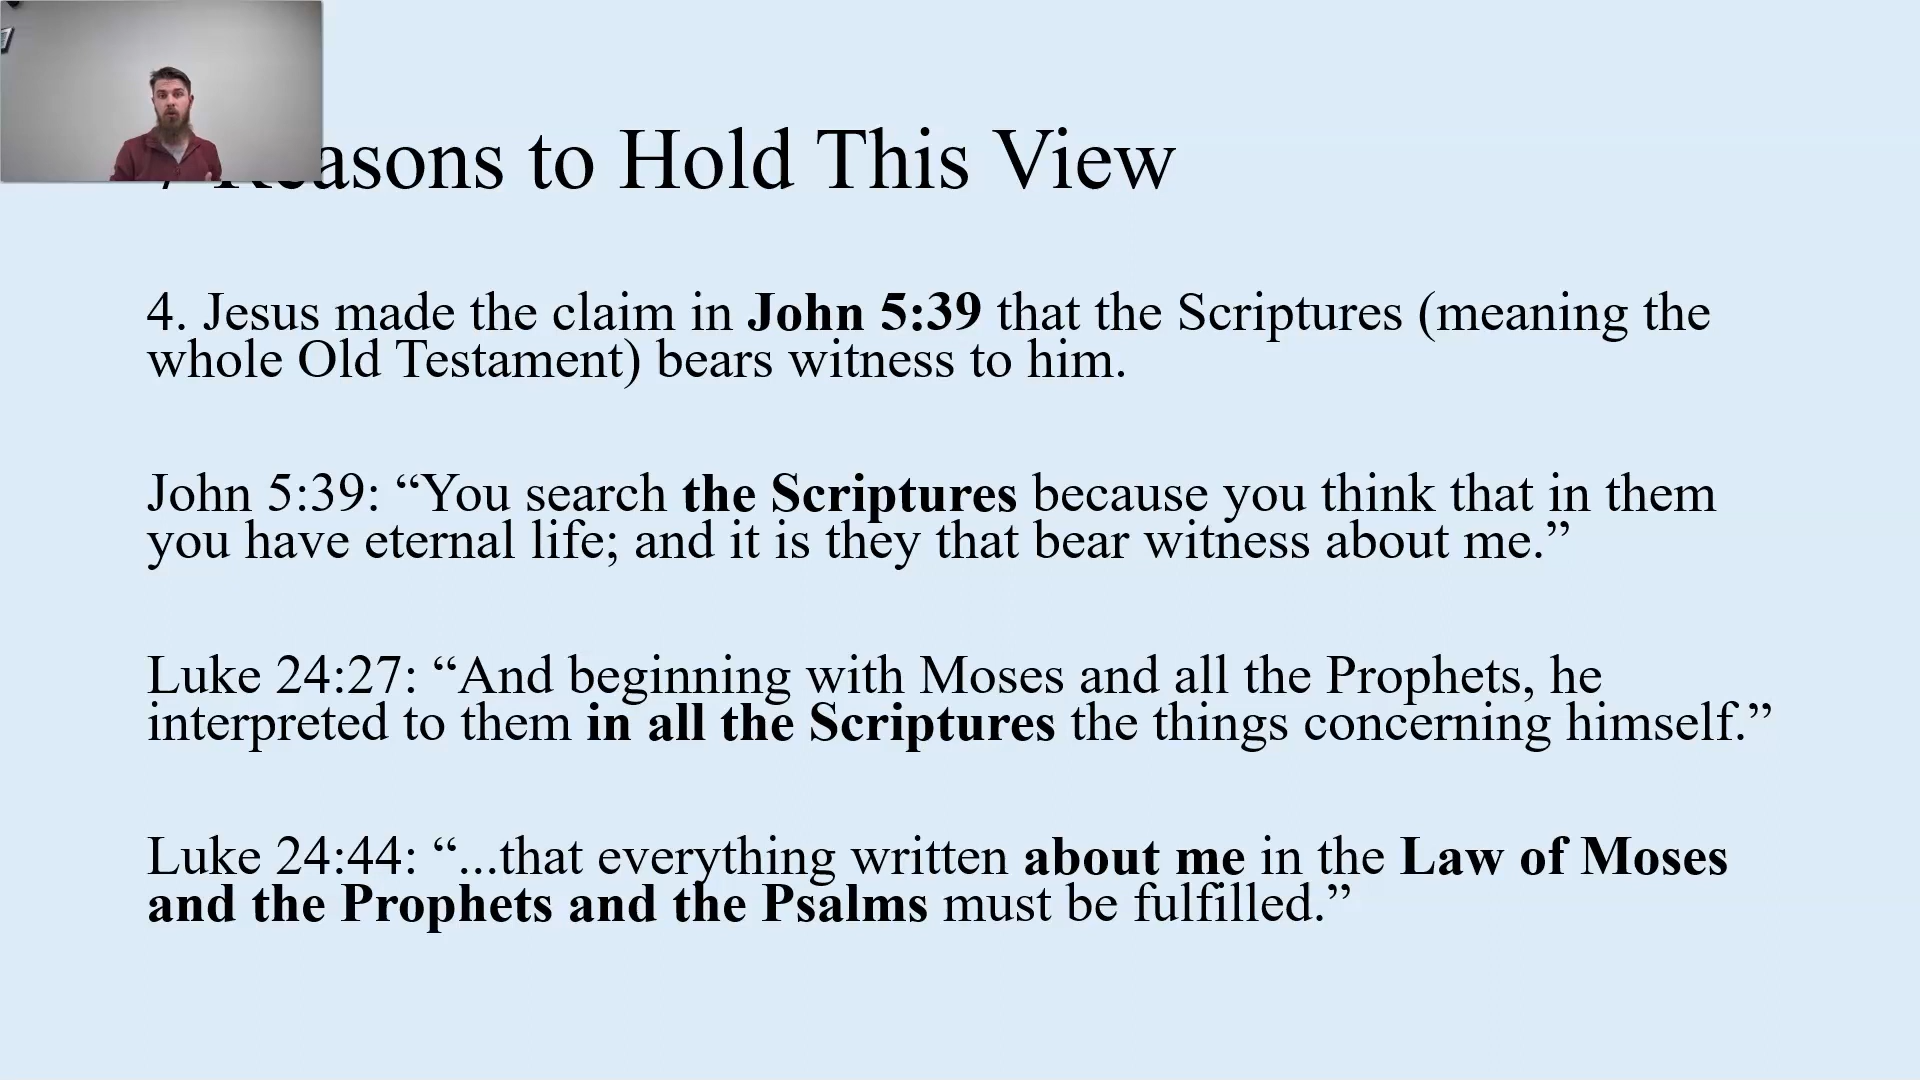 Reasons to Hold This View
4. Jesus made the claim in John 5:39 that the Scriptures (meaning the
whole Old Testament) bears witness to him.
John 5:39: “You search the Scriptures because you think that in them
you have eternal life; and it is they that bear witness about me.”
Luke 24:27: “And beginning with Moses and all the Prophets, he
interpreted to them in all the Scriptures the things concerning himself.”
Luke 24:44: “...that everything written about me in the Law of Moses
and the Prophets and the Psalms must be fulfilled.”